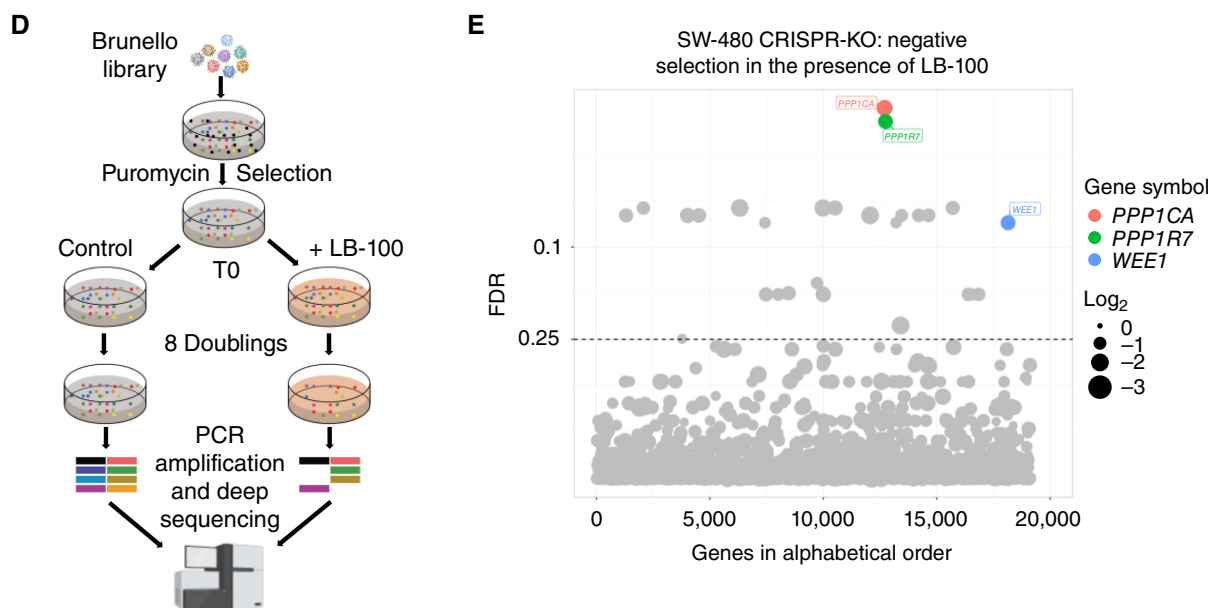 D
Brunello
library
Puromycin Selection
Control
+ LB-100
T0
8 Doublings
PCR
amplification
and deep
sequencing
E
SW-480 CRISPR-KO: negative
selection in the presence of LB-100
PPP1CA
PPP1R7
WEE1
0.1
0.25
FDR
0 5,000 10,000 15,000 20,000
Genes in alphabetical order
Gene symbol
PPP1CA
PPP1R7
WEE1
Log2
0
−1
−2
−3